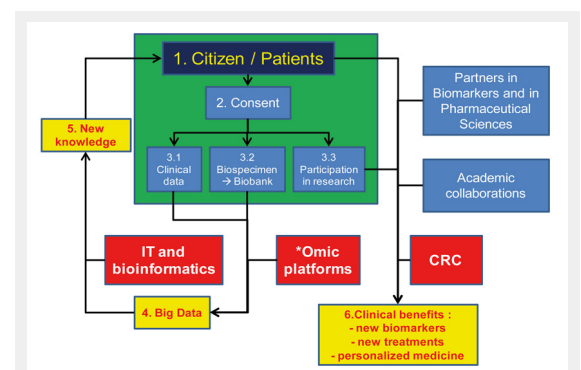 1. Citizen / Patients
2. Consent
3.1
Clinical
data
3.2
Biospecimen
→ Biobank
3.3
Participation
in research
Partners in
Biomarkers and in
Pharmaceutical
Sciences
Academic
collaborations
5. New
knowledge
IT and
bioinformatics
*Omic
platforms
CRC
4. Big Data
6.Clinical benefits :
- new biomarkers
- new treatments
- personalized medicine